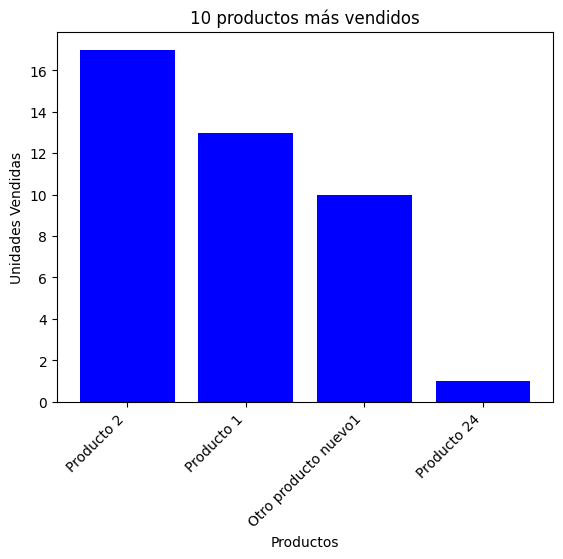 10 productos más vendidos
Unidades Vendidas
16
14
12
10
8
6
4
2
0
Producto 2
Producto 1
Otro producto nuevo1
Producto 24
Productos